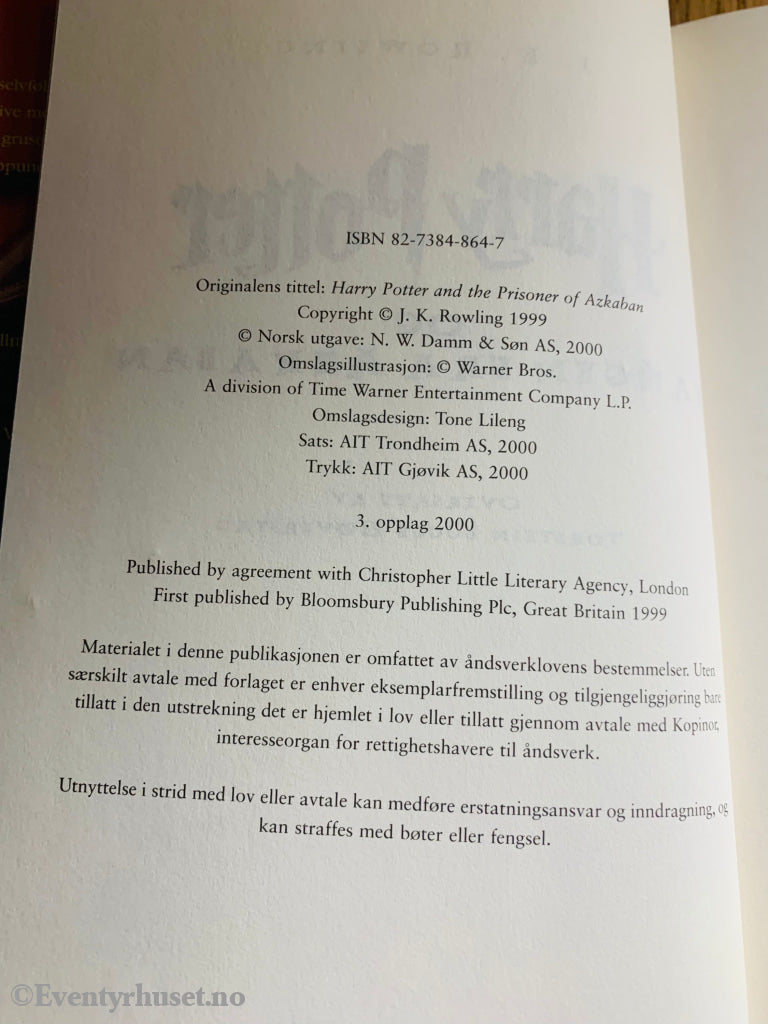 ISBN 82-7384-864-7
Originalens tittel: Harry Potter and the Prisoner of Azkaban
Copyright © J. K. Rowling 1999
© Norsk utgave: N. W. Damm & Søn AS, 2000
Omslagsillustrasjon: © Warner Bros.
A division of Time Warner Entertainment Company L.P.
Omslagsdesign: Tone Lileng
Sats: AIT Trondheim AS, 2000
Trykk: AIT Gjøvik AS, 2000
3. opplag 2000
Published by agreement with Christopher Little Literary Agency, London
First published by Bloomsbury Publishing Plc, Great Britain 1999
Materialet i denne publikasjonen er omfattet av åndsverklovens bestemmelser. Uten
særskilt avtale med forlaget er enhver eksemplarfremstilling og tilgjengeliggjøring bare
tillatt i den utstrekning det er hjemlet i lov eller tillatt gjennom avtale med Kopinor,
interesseorgan for rettighetshavere til åndsverk.
Utnyttelse i strid med lov eller avtale kan medføre erstatningsansvar og inndragning, og
kan straffes med bøter eller fengsel.
©Eventyrhuset.no